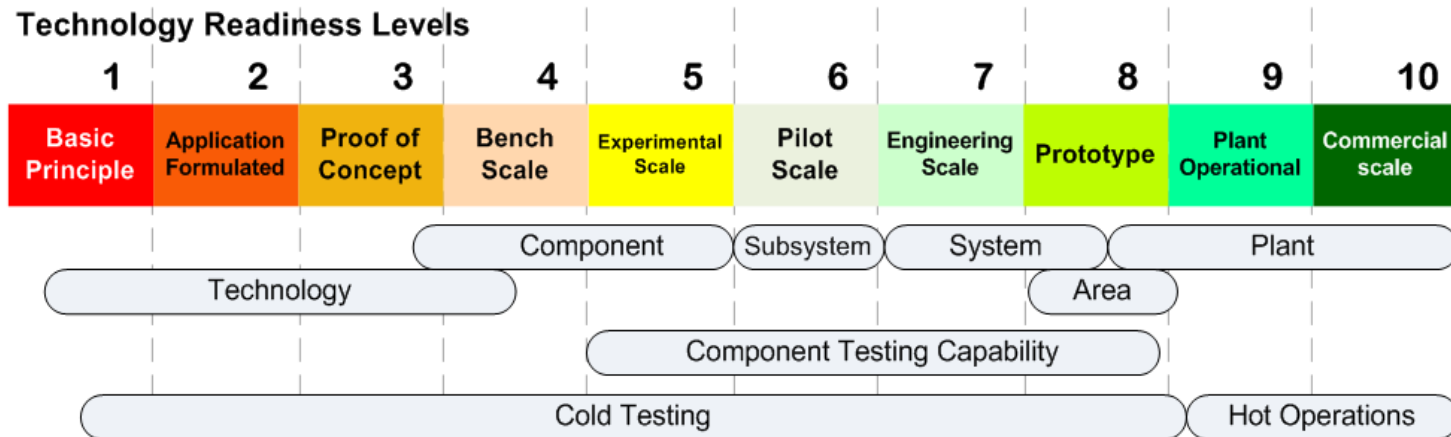 Technology Readiness Levels
1 2 3 4 5 6 7 8 9 10
Basic
Principle
Application
Formulated
Proof of
Concept
Bench
Scale
Experimental
Scale
Pilot
Scale
Engineering
Scale
Prototype
Plant
Operational
Commercial
scale
Component
Subsystem
System
Plant
Technology
Area
Component Testing Capability
Cold Testing
Hot Operations